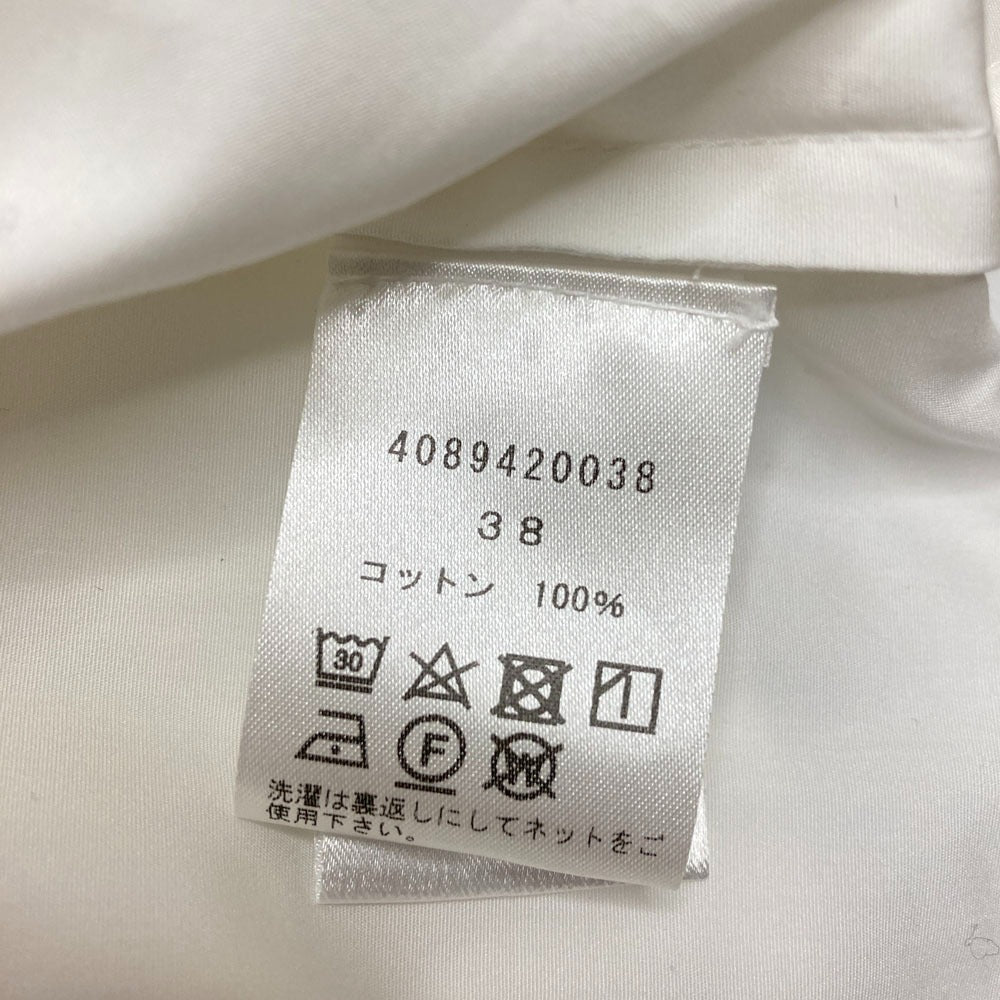 4089420038
38
コットン 100%
30
F
W
洗濯は裏返しにしてネットをご
使用下さい。